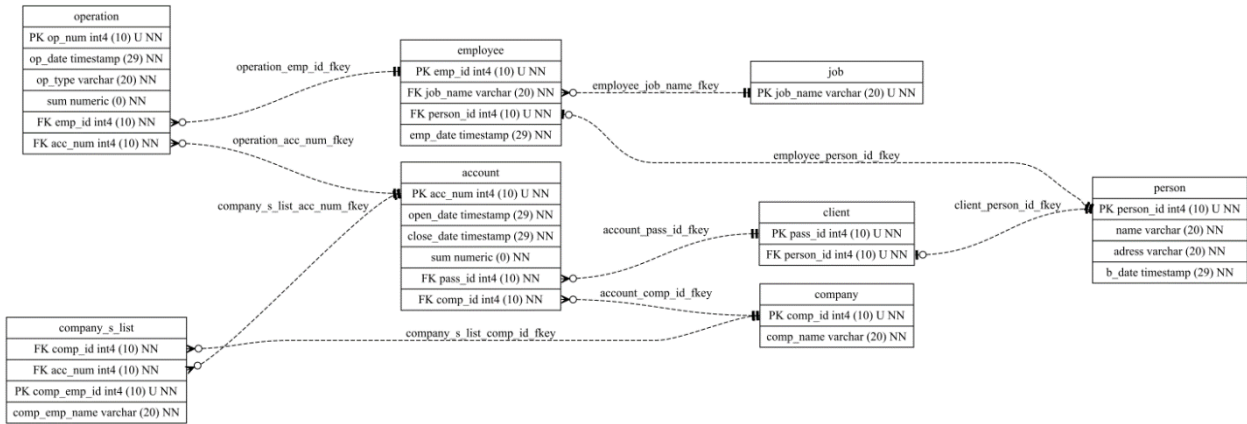 operation
PK op_num int4 (10) U NN
op_date timestamp (29) NN
op_type varchar (20) NN
sum numeric (0) NN
FK emp_id int4 (10) NN
FK acc_num int4 (10) NN
operation_emp_id_fkey
operation_acc_num_fkey
company_s_list_acc_num_fkey
employee
PK emp_id int4 (10) U NN
FK job_name varchar (20) NN
FK person_id int4 (10) U NN
emp_date timestamp (29) NN
employee_job_name_fkey
job
PK job_name varchar (20) U NN
employee_person_id_fkey
account
PK acc_num int4 (10) U NN
open_date timestamp (29) NN
close_date timestamp (29) NN
sum numeric (0) NN
FK pass_id int4 (10) NN
FK comp_id int4 (10) NN
account_pass_id_fkey
account_comp_id_fkey
client
PK pass_id int4 (10) U NN
FK person_id int4 (10) U NN
client_person_id_fkey
person
PK person_id int4 (10) U NN
name varchar (20) NN
adress varchar (20) NN
b_date timestamp (29) NN
company
PK comp_id int4 (10) U NN
comp_name varchar (20) NN
company_s_list_comp_id_fkey
company_s_list
FK comp_id int4 (10) NN
FK acc_num int4 (10) NN
PK comp_emp_id int4 (10) U NN
comp_emp_name varchar (20) NN